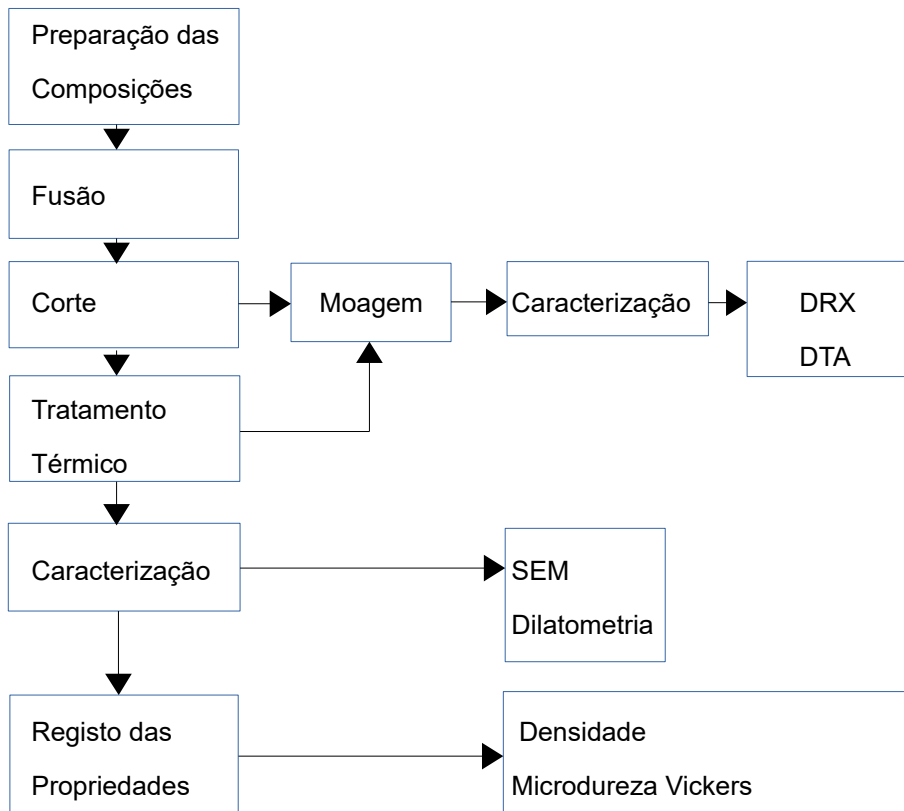 Preparação das
Composições
Fusão
Corte
Moagem
Caracterização
DRX
DTA
Tratamento
Térmico
Caracterização
SEM
Dilatometria
Registo das
Propriedades
Densidade
Microdureza Vickers